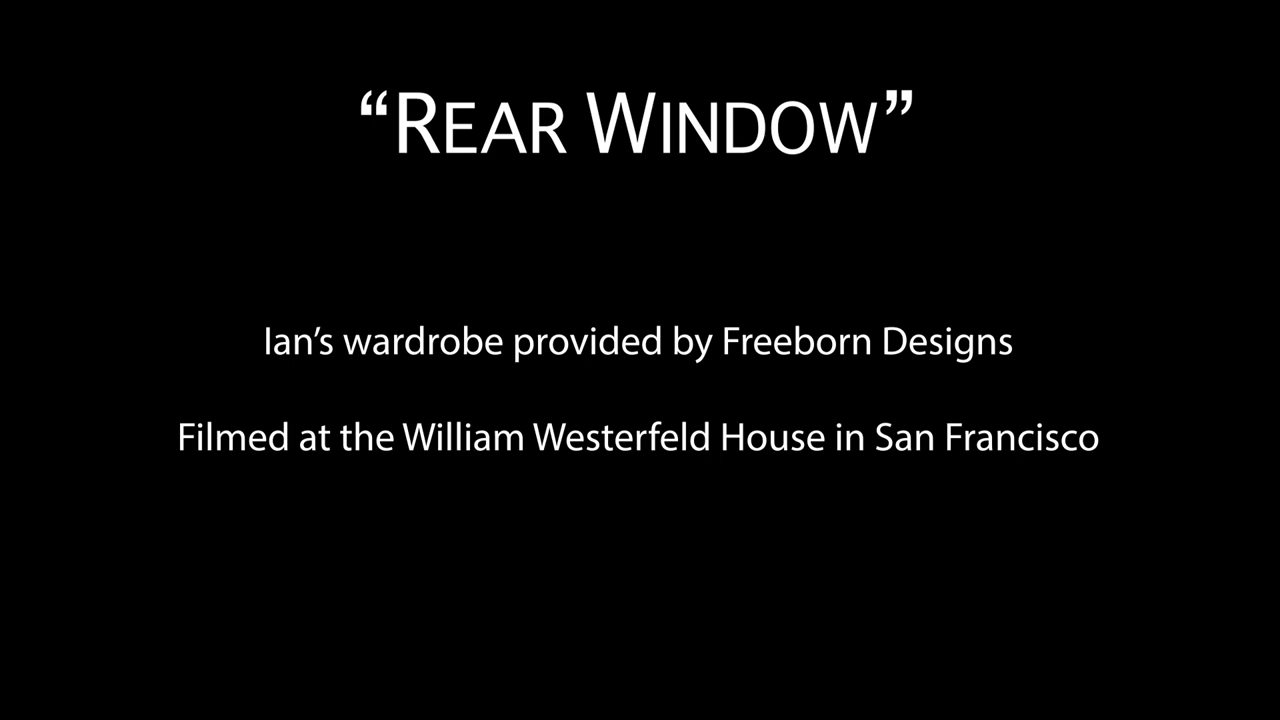 “REAR WINDOW”
Ian’s wardrobe provided by Freeborn Designs
Filmed at the William Westerfeld House in San Francisco